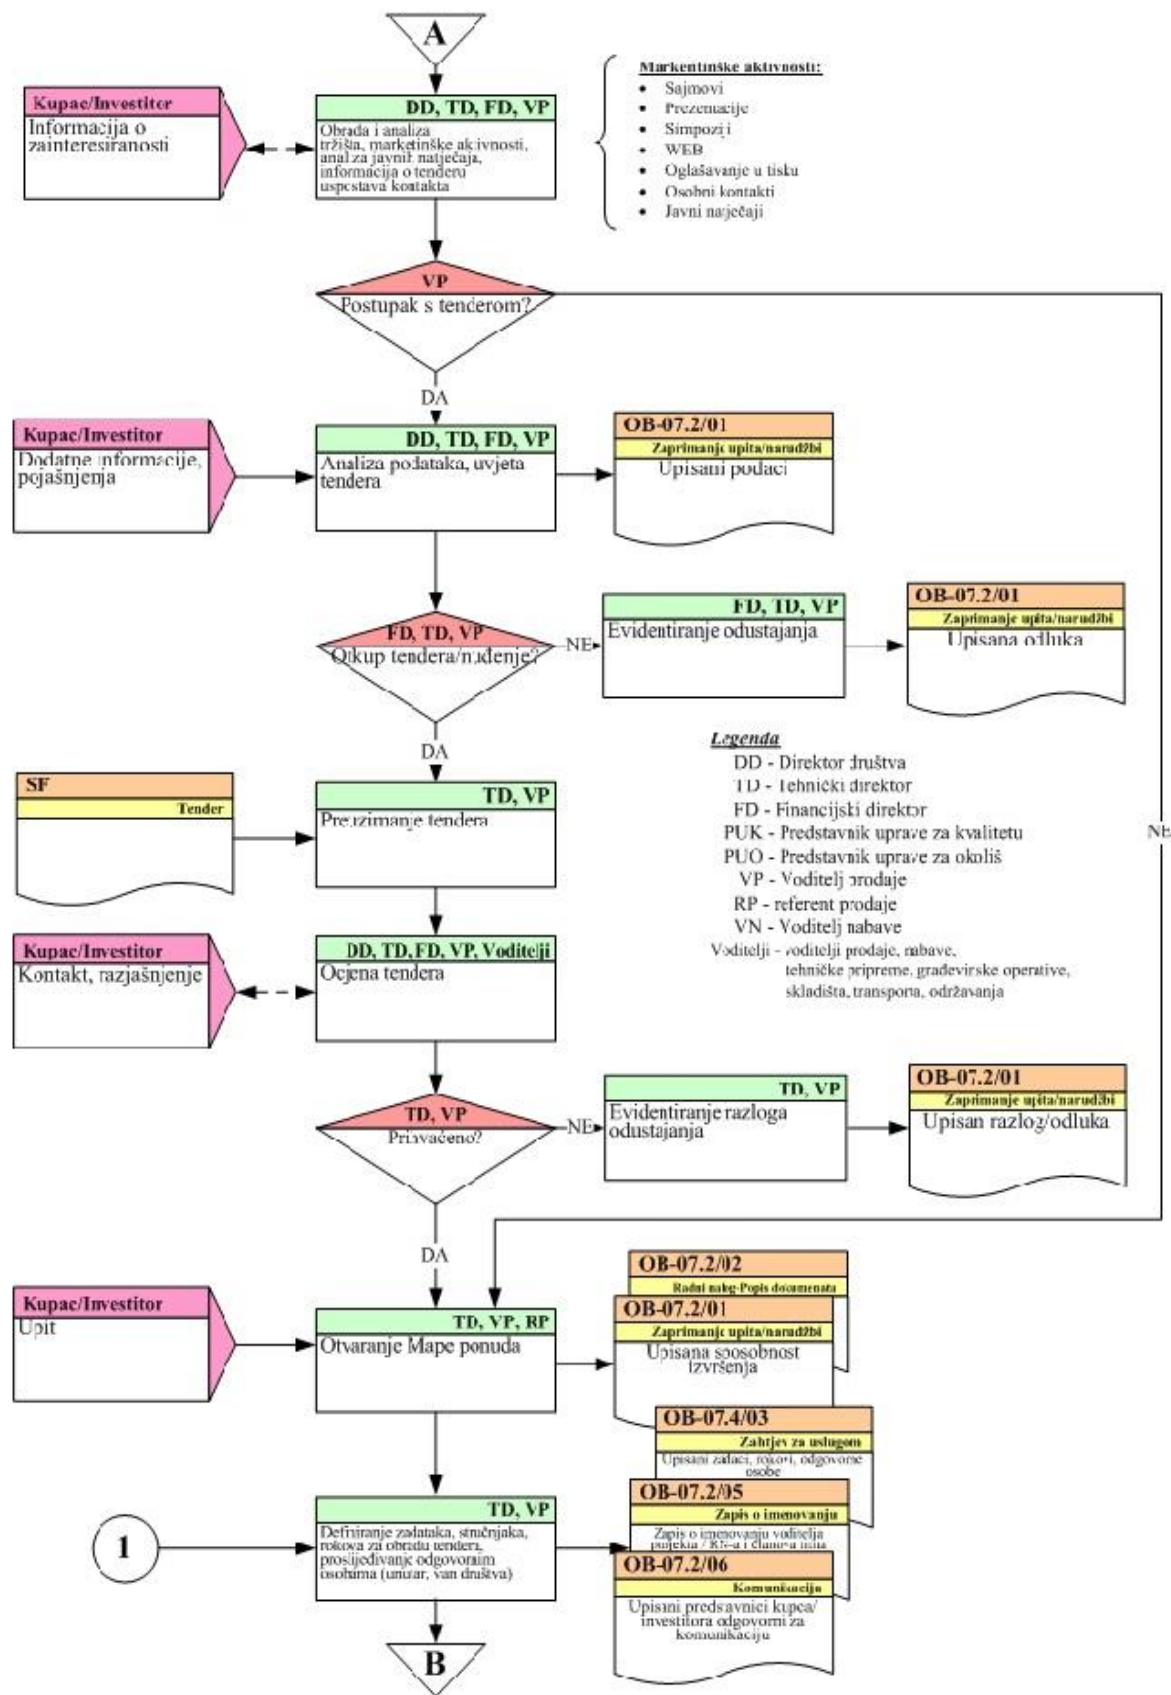 A
Markentinške aktivnosti:
Sajmovi
Prezentacije
Simpoziji
WEB
Oglašavanje u tisku
Osobni kontakti
Javni natječaji
Kupac/Investitor
Informacija o
zainteresiranosti
DD, TD, FD, VP
Obrada i analiza
tržišta, marketinške aktivnosti,
analiza javnih natječaja,
informacija o tenderu
uspostava kontakta
VP
Postupak s tenderom?
DA
Kupac/Investitor
Dodatne informacije,
pojašnjenja
DD, TD, FD, VP
Analiza podataka, uvjeta
tendera
OB-07.2/01
Zaprimanje upita/narudžbi
Upisani podaci
FD, TD, VP
Otkup tendera/nuđenje?
NE
FD, TD, VP
Evidentiranje odustajanja
OB-07.2/01
Zaprimanje upita/narudžbi
Upisana odluka
DA
Legenda
DD - Direktor društva
TD - Tehnički direktor
FD - Financijski direktor
PUK - Predstavnik uprave za kvalitetu
PUO - Predstavnik uprave za okoliš
VP - Voditelj prodaje
RP - referent prodaje
VN - Voditelj nabave
Voditelji - voditelji prodaje, nabave,
tehničke pripreme, građevinske operative,
skladišta, transporta, održavanja
NE
SF
Tender
TD, VP
Preuzimanje tendera
Kupac/Investitor
Kontakt, razjašnjenje
DD, TD, FD, VP, Voditelji
Ocjena tendera
TD, VP
Prihvaćeno?
NE
TD, VP
Evidentiranje razloga
odustajanja
OB-07.2/01
Zaprimanje upita/narudžbi
Upisan razlog/odluka
DA
Kupac/Investitor
Upit
TD, VP, RP
Otvaranje Mape ponuda
OB-07.2/02
Radni nalog-Popis dokumenata
OB-07.2/01
Zaprimanje upita/narudžbi
Upisana sposobnost
izvršenja
OB-07.4/03
Zahtjev za uslugom
Upisani zadaci, rokovi, odgovorne
osobe
1
TD, VP
Definiranje zadataka, stručnjaka,
rokova za obradu tendera,
prosljeđivanje odgovornim
osobama (unutar, van društva)
OB-07.2/05
Zapis o imenovanju
Zapis o imenovanju voditelja
projekta / RN-a i članova tima
OB-07.2/06
Komunikacija
Upisani predstavnici kupca/
investitora odgovorni za
komunikaciju
B